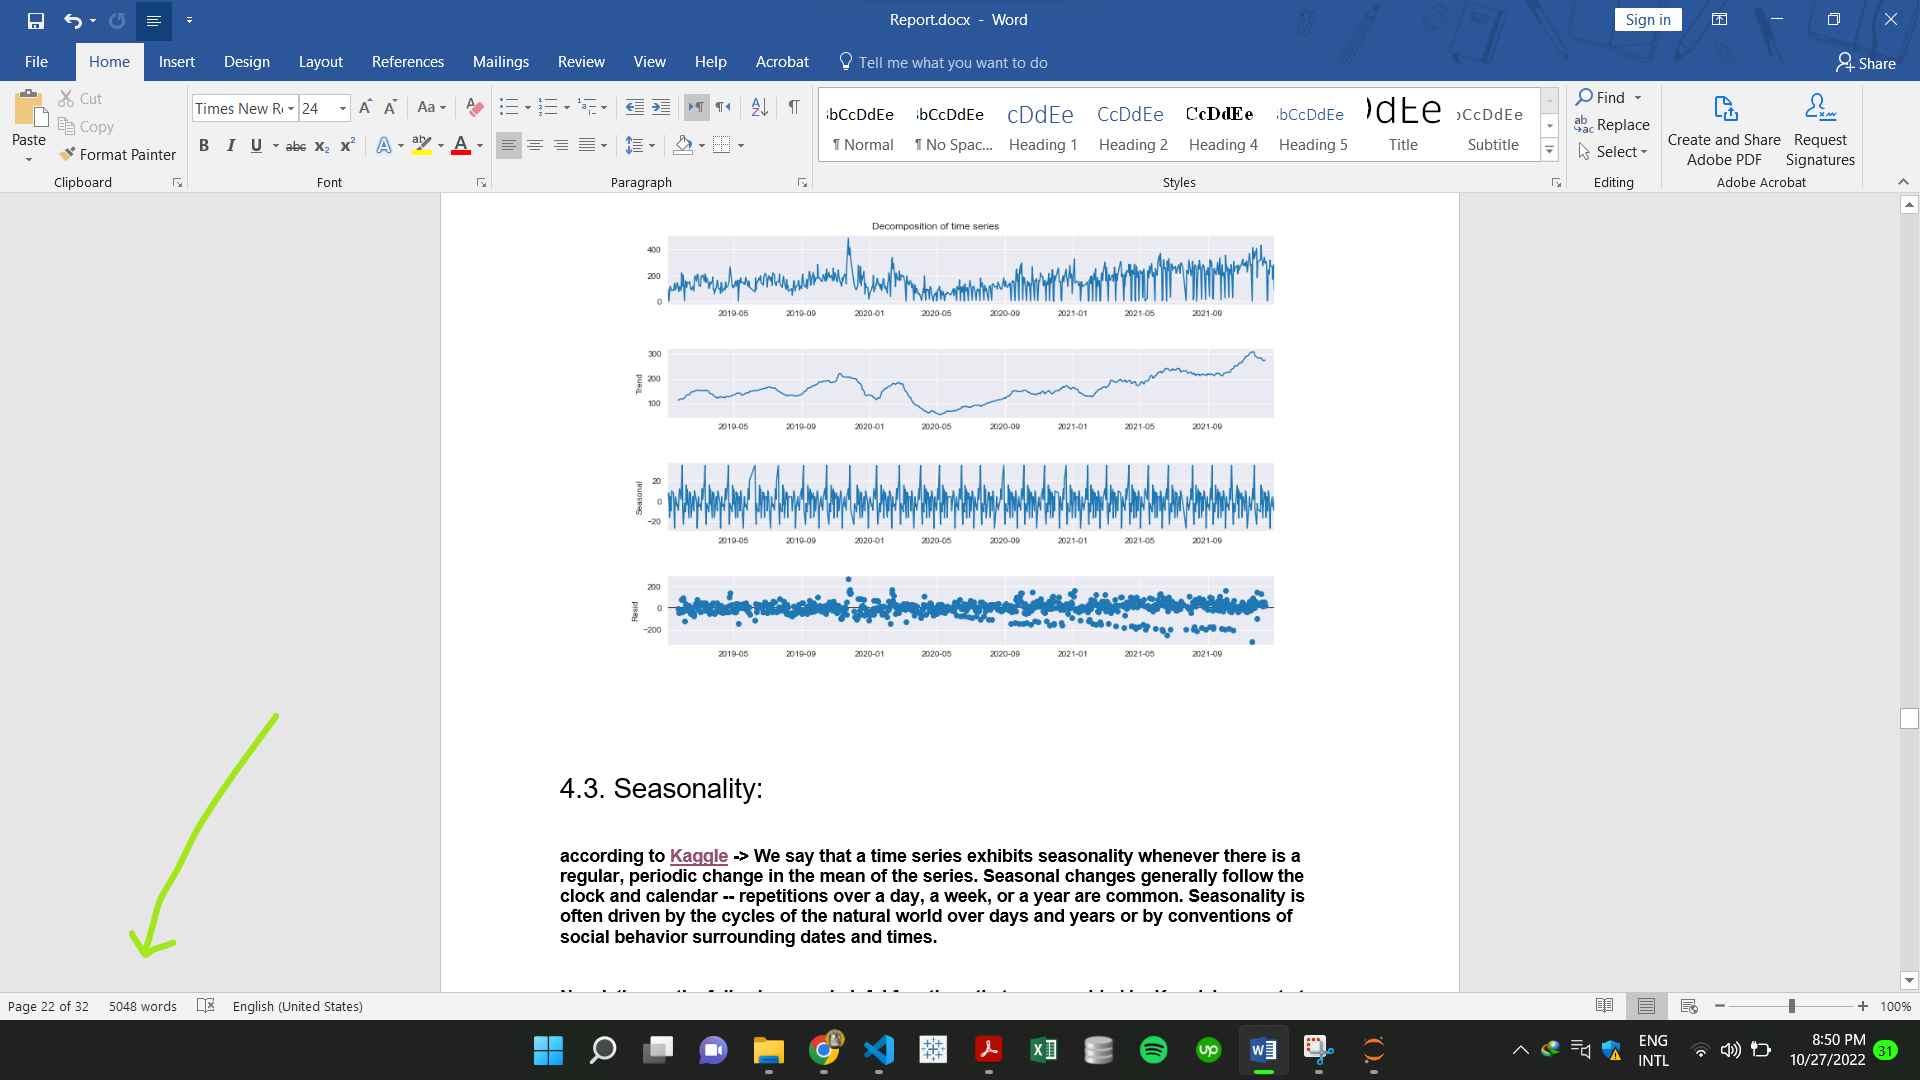 Report.docx - Word
Sign in
File Home Insert Design Layout References Mailings Review View Help Acrobat Tell me what you want to do Share
Paste
Cut
Copy
Format Painter
Clipboard
Times New R 24
Aa
B I U abc X₂ X² A A
Font
Paragraph
bCcDdEe bCcDdEe CDdEe CcDdEe CcDdEe bCcDdEe DdEe CcDdEe
¶ Normal ¶ No Spac... Heading 1 Heading 2 Heading 4 Heading 5 Title Subtitle
Styles
Find
Replace
Select
Editing
Create and Share
Adobe PDF
Request
Signatures
Adobe Acrobat
Decomposition of time series
400
200
0
2019-05 2019-09 2020-01 2020-05 2020-09 2021-01 2021-05 2021-09
Trend
300
200
100
2019-05 2019-09 2020-01 2020-05 2020-09 2021-01 2021-05 2021-09
Seasonal
20
0
−20
2019-05 2019-09 2020-01 2020-05 2020-09 2021-01 2021-05 2021-09
Resid
200
0
−200
2019-05 2019-09 2020-01 2020-05 2020-09 2021-01 2021-05 2021-09
4.3. Seasonality:
according to Kaggle -> We say that a time series exhibits seasonality whenever there is a
regular, periodic change in the mean of the series. Seasonal changes generally follow the
clock and calendar -- repetitions over a day, a week, or a year are common. Seasonality is
often driven by the cycles of the natural world over days and years or by conventions of
social behavior surrounding dates and times.
Page 22 of 32 5048 words English (United States) 100%
ENG
INTL
8:50 PM
10/27/2022
31